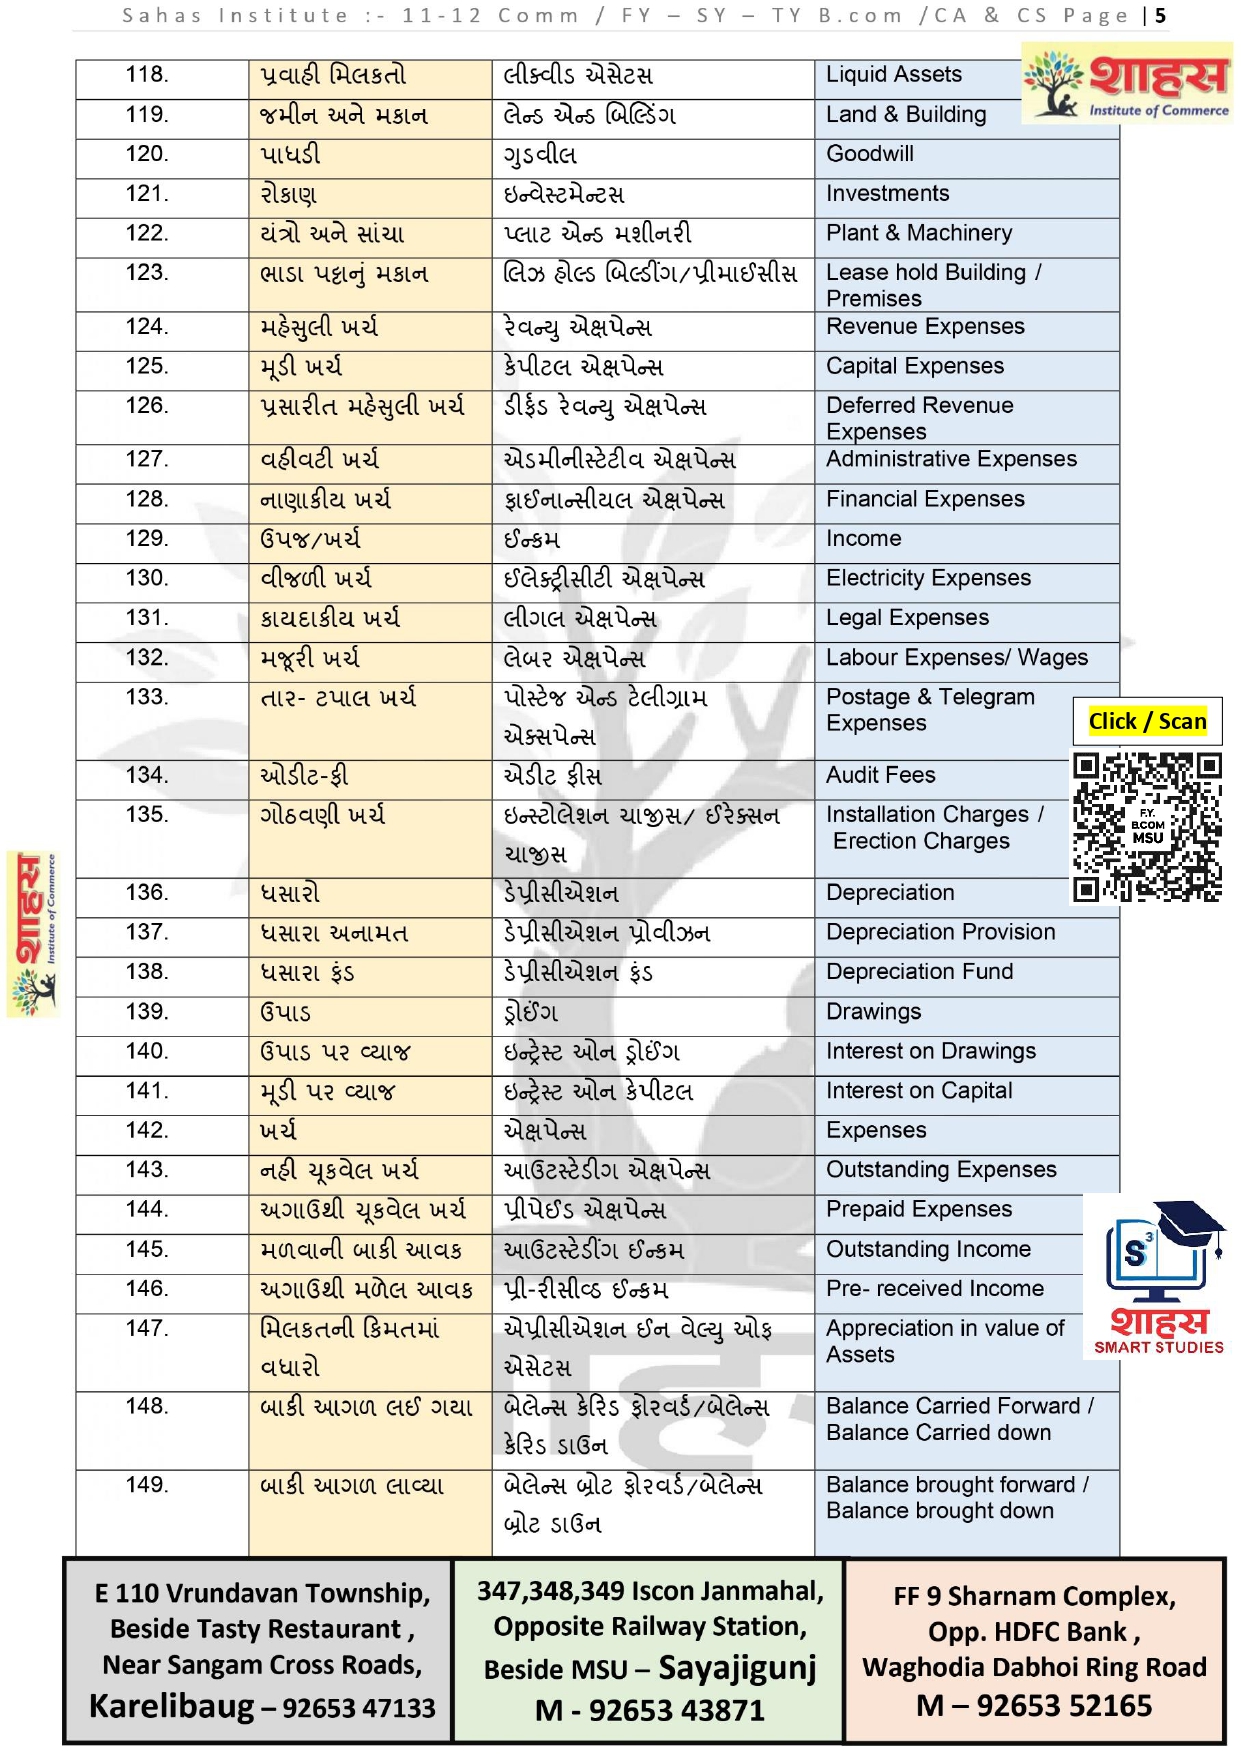 Sahas Institute :- 11-12 Comm / FY – SY – TY B.com /CA & CS Page | 5
शाहस
Institute of Commerce
118. પ્રવાહી મિલકતો લીક્વીડ એસેટસ Liquid Assets
119. જમીન અને મકાન લેન્ડ એન્ડ બિલ્ડિંગ Land & Building
120. પાધડી ગુડવીલ Goodwill
121. રોકાણ ઇન્વેસ્ટમેન્ટસ Investments
122. યંત્રો અને સાંચા પ્લાટ એન્ડ મશીનરી Plant & Machinery
123. ભાડા પટ્ટાનું મકાન લિઝ હોલ્ડ બિલ્ડીંગ/પ્રીમાઈસીસ Lease hold Building /
Premises
124. મહેસુલી ખર્ચ રેવન્યુ એક્ષપેન્સ Revenue Expenses
125. મૂડી ખર્ચ કેપીટલ એક્ષપેન્સ Capital Expenses
126. પ્રસારીત મહેસુલી ખર્ચ ડીર્ફડ રેવન્યુ એક્ષપેન્સ Deferred Revenue
Expenses
127. વહીવટી ખર્ચ એડમીનીસ્ટેટીવ એક્ષપેન્સ Administrative Expenses
128. નાણાકીય ખર્ચ ફાઈનાન્સીયલ એક્ષપેન્સ Financial Expenses
129. ઉપજ/ખર્ચ ઈન્કમ Income
130. વીજળી ખર્ચ ઈલેક્ટ્રીસીટી એક્ષપેન્સ Electricity Expenses
131. કાયદાકીય ખર્ચ લીગલ એક્ષપેન્સ Legal Expenses
132. મજૂરી ખર્ચ લેબર એક્ષપેન્સ Labour Expenses/ Wages
133. તાર- ટપાલ ખર્ચ પોસ્ટેજ એન્ડ ટેલીગ્રામ Postage & Telegram
એક્સપેન્સ Expenses
Click / Scan
134. ઓડીટ-ફી એડીટ ફીસ Audit Fees
135. ગોઠવણી ખર્ચ ઇન્સ્ટોલેશન ચાર્જીસ/ ઈરેક્સન Installation Charges /
ચાર્જીસ Erection Charges
F.Y.
B.COM
MSU
136. ધસારો ડેપ્રીસીએશન Depreciation
137. ધસારા અનામત ડેપ્રીસીએશન પ્રોવીઝન Depreciation Provision
138. ધસારા ફંડ ડેપ્રીસીએશન ફંડ Depreciation Fund
शाहस
Institute of Commerce
139. ઉપાડ ડ્રોઈંગ Drawings
140. ઉપાડ પર વ્યાજ ઇન્ટ્રેસ્ટ ઓન ડ્રોઈંગ Interest on Drawings
141. મૂડી પર વ્યાજ ઇન્ટ્રેસ્ટ ઓન કેપીટલ Interest on Capital
142. ખર્ચ એક્ષપેન્સ Expenses
143. નહી ચૂકવેલ ખર્ચ આઉટસ્ટેડીગ એક્ષપેન્સ Outstanding Expenses
144. અગાઉથી ચૂકવેલ ખર્ચ પ્રીપેઈડ એક્ષપેન્સ Prepaid Expenses
145. મળવાની બાકી આવક આઉટસ્ટેડીંગ ઈન્કમ Outstanding Income
146. અગાઉથી મળેલ આવક પ્રી-રીસીવ્ડ ઈન્કમ Pre- received Income
S3
शाहस
SMART STUDIES
147. મિલકતની કિમતમાં એપ્રીસીએશન ઈન વેલ્યુ ઓફ Appreciation in value of
વધારો એસેટસ Assets
148. બાકી આગળ લઈ ગયા બેલેન્સ કેરિડ ફોરવર્ડ/બેલેન્સ Balance Carried Forward /
કેરિડ ડાઉન Balance Carried down
149. બાકી આગળ લાવ્યા બેલેન્સ બ્રોટ ફોરવર્ડ/બેલેન્સ Balance brought forward /
બ્રોટ ડાઉન Balance brought down
E 110 Vrundavan Township,
Beside Tasty Restaurant ,
Near Sangam Cross Roads,
Karelibaug – 92653 47133
347,348,349 Iscon Janmahal,
Opposite Railway Station,
Beside MSU – Sayajigunj
M - 92653 43871
FF 9 Sharnam Complex,
Opp. HDFC Bank ,
Waghodia Dabhoi Ring Road
M – 92653 52165